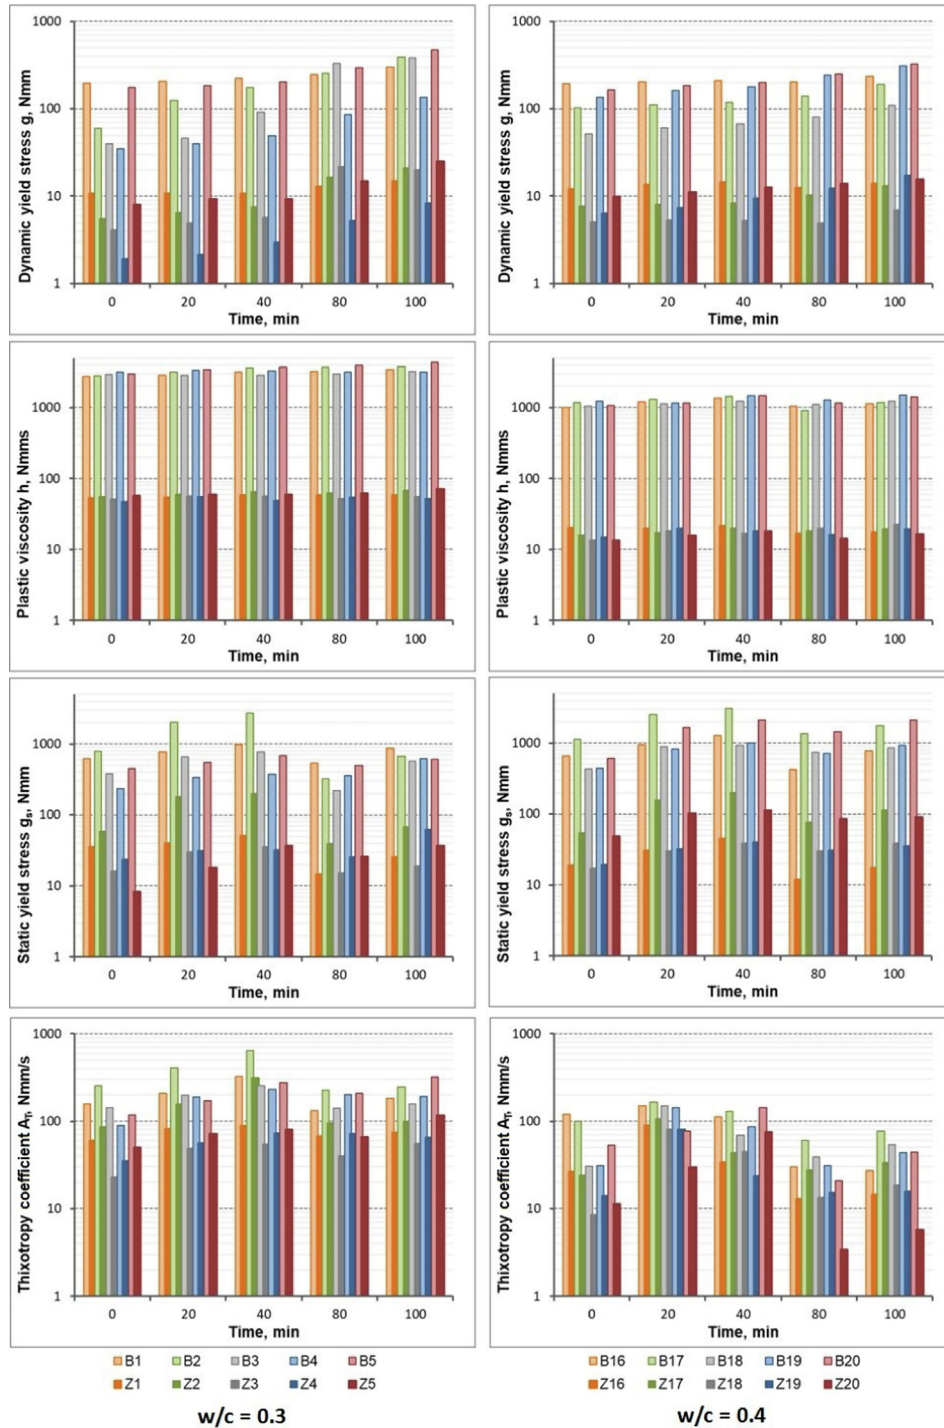 Dynamic yield stress g, Nmm
1000
100
10
1
0 20 40 80 100
Time, min
Dynamic yield stress g, Nmm
1000
100
10
1
0 20 40 80 100
Time, min
Plastic viscosity h, Nmms
1000
100
10
1
0 20 40 80 100
Time, min
Plastic viscosity h, Nmms
1000
100
10
1
0 20 40 80 100
Time, min
Static yield stress gs, Nmm
1000
100
10
1
0 20 40 80 100
Time, min
Static yield stress gs, Nmm
1000
100
10
1
0 20 40 80 100
Time, min
Thixotropy coefficient AT, Nmm/s
1000
100
10
1
0 20 40 80 100
Time, min
Thixotropy coefficient AT, Nmm/s
1000
100
10
1
0 20 40 80 100
Time, min
B1 B2 B3 B4 B5
Z1 Z2 Z3 Z4 Z5
w/c = 0.3
B16 B17 B18 B19 B20
Z16 Z17 Z18 Z19 Z20
w/c = 0.4